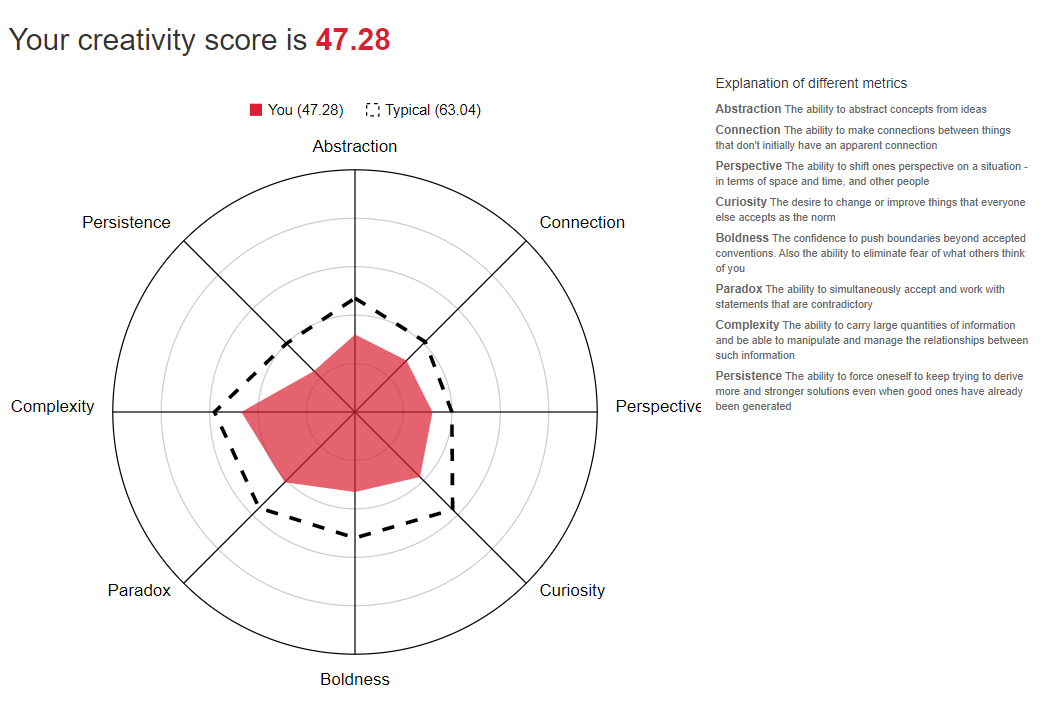 Your creativity score is 47.28
You (47.28) Typical (63.04)
Abstraction
Persistence
Connection
Complexity
Perspective
Paradox
Curiosity
Boldness
Explanation of different metrics
Abstraction The ability to abstract concepts from ideas
Connection The ability to make connections between things
that don't initially have an apparent connection
Perspective The ability to shift ones perspective on a situation -
in terms of space and time, and other people
Curiosity The desire to change or improve things that everyone
else accepts as the norm
Boldness The confidence to push boundaries beyond accepted
conventions. Also the ability to eliminate fear of what others think
of you
Paradox The ability to simultaneously accept and work with
statements that are contradictory
Complexity The ability to carry large quantities of information
and be able to manipulate and manage the relationships between
such information
Persistence The ability to force oneself to keep trying to derive
more and stronger solutions even when good ones have already
been generated